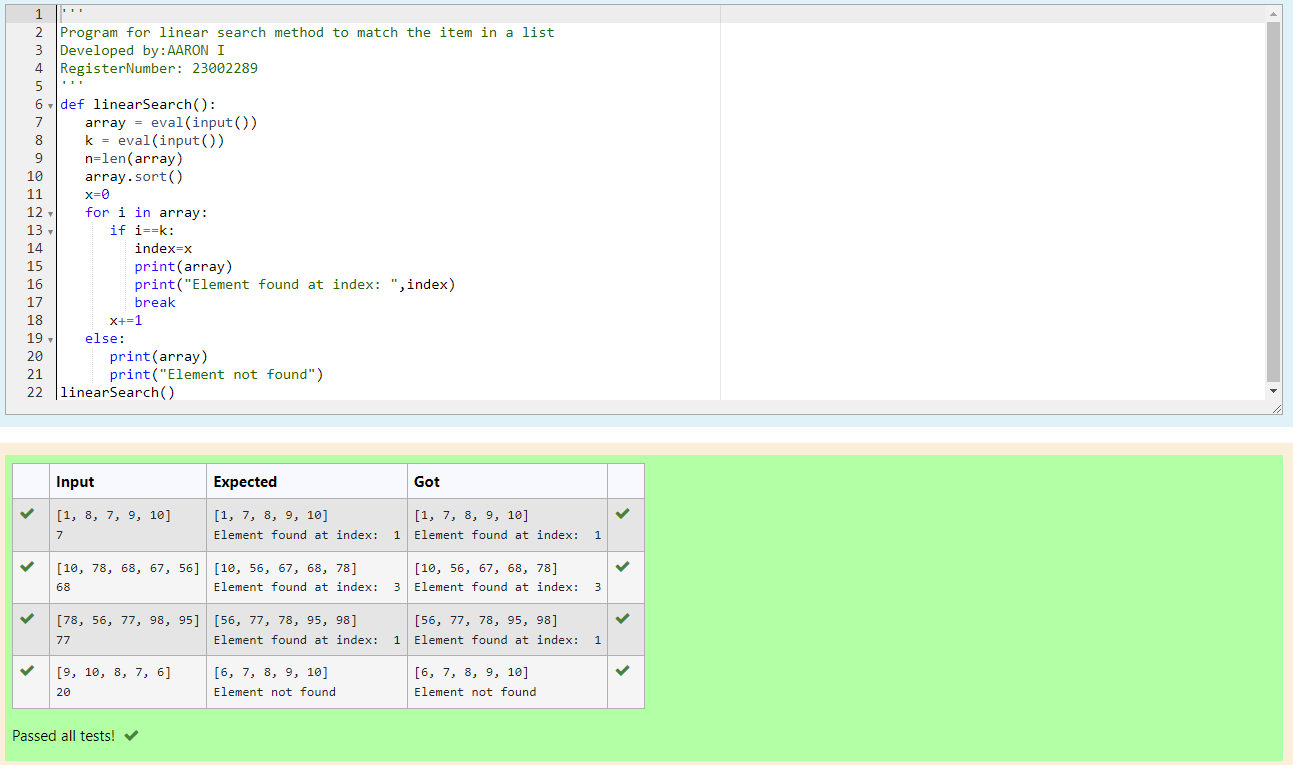 1 '''
2 Program for linear search method to match the item in a list
3 Developed by:AARON I
4 RegisterNumber: 23002289
5 '''
6 def linearSearch():
7    array = eval(input())
8    k = eval(input())
9    n=len(array)
10    array.sort()
11    x=0
12    for i in array:
13       if i==k:
14          index=x
15          print(array)
16          print("Element found at index: ",index)
17          break
18       x+=1
19    else:
20       print(array)
21       print("Element not found")
22 linearSearch()
Input Expected Got
[1, 8, 7, 9, 10] [1, 7, 8, 9, 10] [1, 7, 8, 9, 10]
7 Element found at index:  1 Element found at index:  1
[10, 78, 68, 67, 56] [10, 56, 67, 68, 78] [10, 56, 67, 68, 78]
68 Element found at index:  3 Element found at index:  3
[78, 56, 77, 98, 95] [56, 77, 78, 95, 98] [56, 77, 78, 95, 98]
77 Element found at index:  1 Element found at index:  1
[9, 10, 8, 7, 6] [6, 7, 8, 9, 10] [6, 7, 8, 9, 10]
20 Element not found Element not found
Passed all tests!